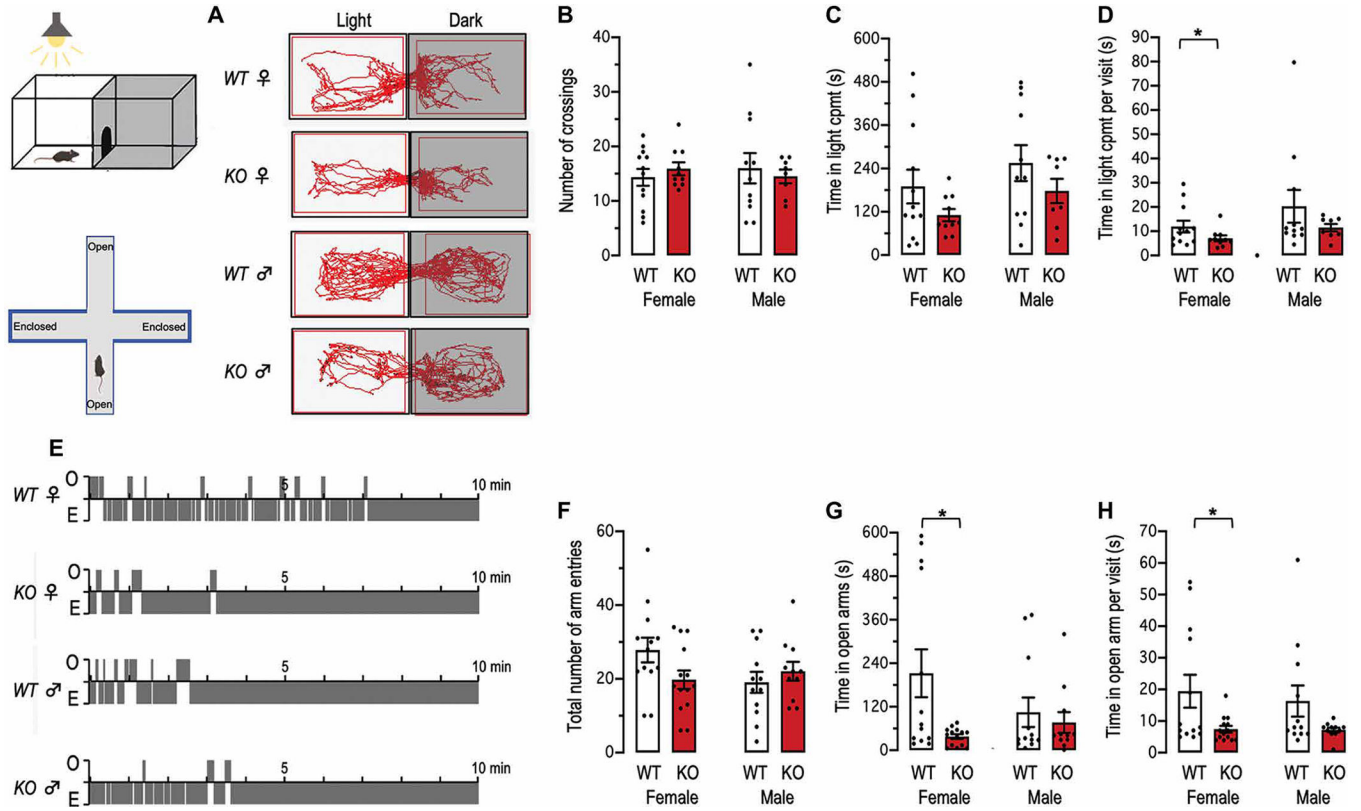 A
Light Dark
WT ♀
KO ♀
WT ♂
KO ♂
Open
Enclosed Enclosed
Open
B
Number of crossings
40
30
20
10
0
WT KO WT KO
Female Male
C
Time in light cpmt (s)
600
480
360
240
120
0
WT KO WT KO
Female Male
D
Time in light cpmt per visit (s)
90
80
70
60
50
40
30
20
10
0
*
WT KO WT KO
Female Male
E
WT ♀
O
E
5 10 min
KO ♀
O
E
5 10 min
WT ♂
O
E
5 10 min
KO ♂
O
E
5 10 min
F
Total number of arm entries
60
40
20
0
WT KO WT KO
Female Male
G
Time in open arms (s)
600
480
360
240
120
0
*
WT KO WT KO
Female Male
H
Time in open arm per visit (s)
70
60
50
40
30
20
10
0
*
WT KO WT KO
Female Male